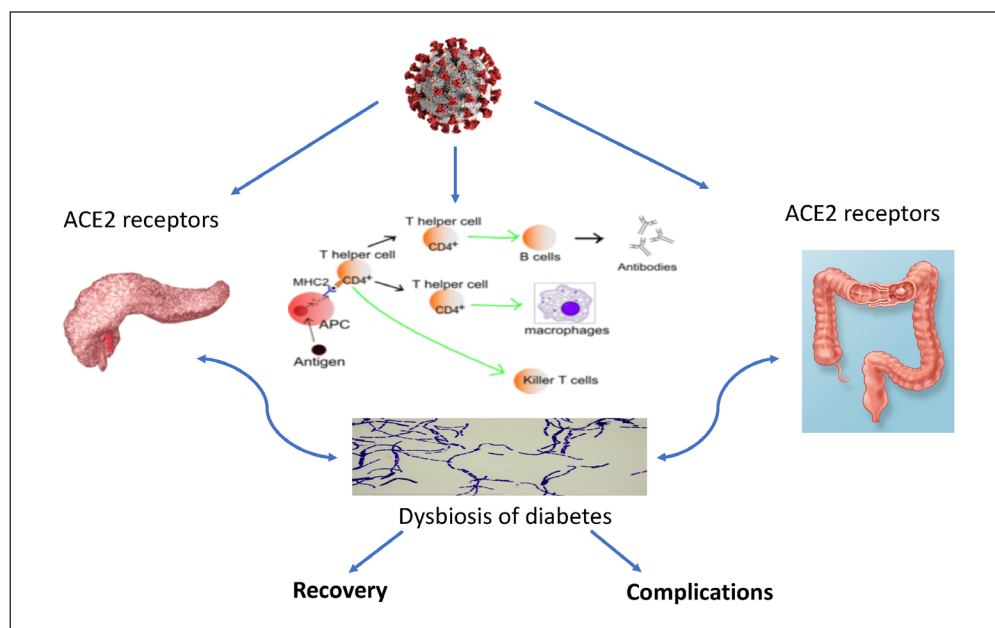 ACE2 receptors
ACE2 receptors
T helper cell
CD4⁺
B cells
Antibodies
T helper cell
MHC2
CD4⁺
T helper cell
CD4⁺
macrophages
APC
Antigen
Killer T cells
Dysbiosis of diabetes
Recovery
Complications